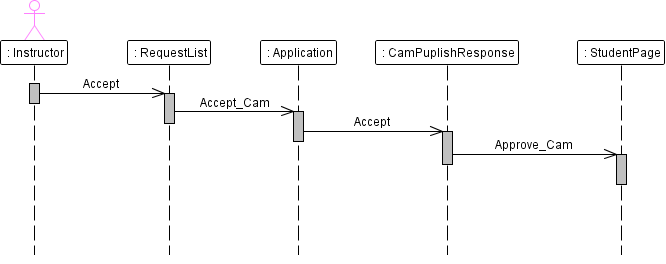 : Instructor
: RequestList
: Application
: CamPuplishResponse
: StudentPage
Accept
Accept_Cam
Accept
Approve_Cam